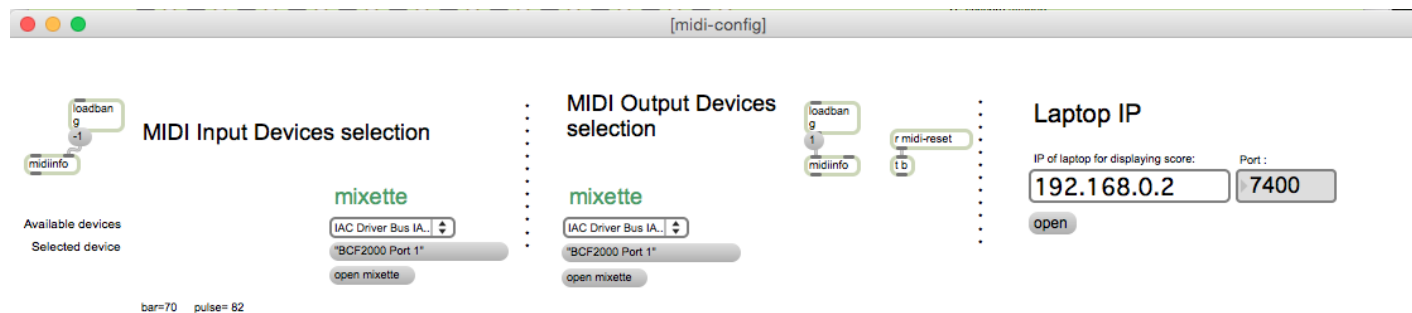 [midi-config]
loadban
g
-1
midiinfo
MIDI Input Devices selection
mixette
Available devices
IAC Driver Bus IA..
Selected device
"BCF2000 Port 1"
open mixette
bar=70 pulse= 82
MIDI Output Devices
selection
mixette
IAC Driver Bus IA..
"BCF2000 Port 1"
open mixette
loadban
g
1
midiinfo
r midi-reset
t b
Laptop IP
IP of laptop for displaying score:
Port :
192.168.0.2
7400
open